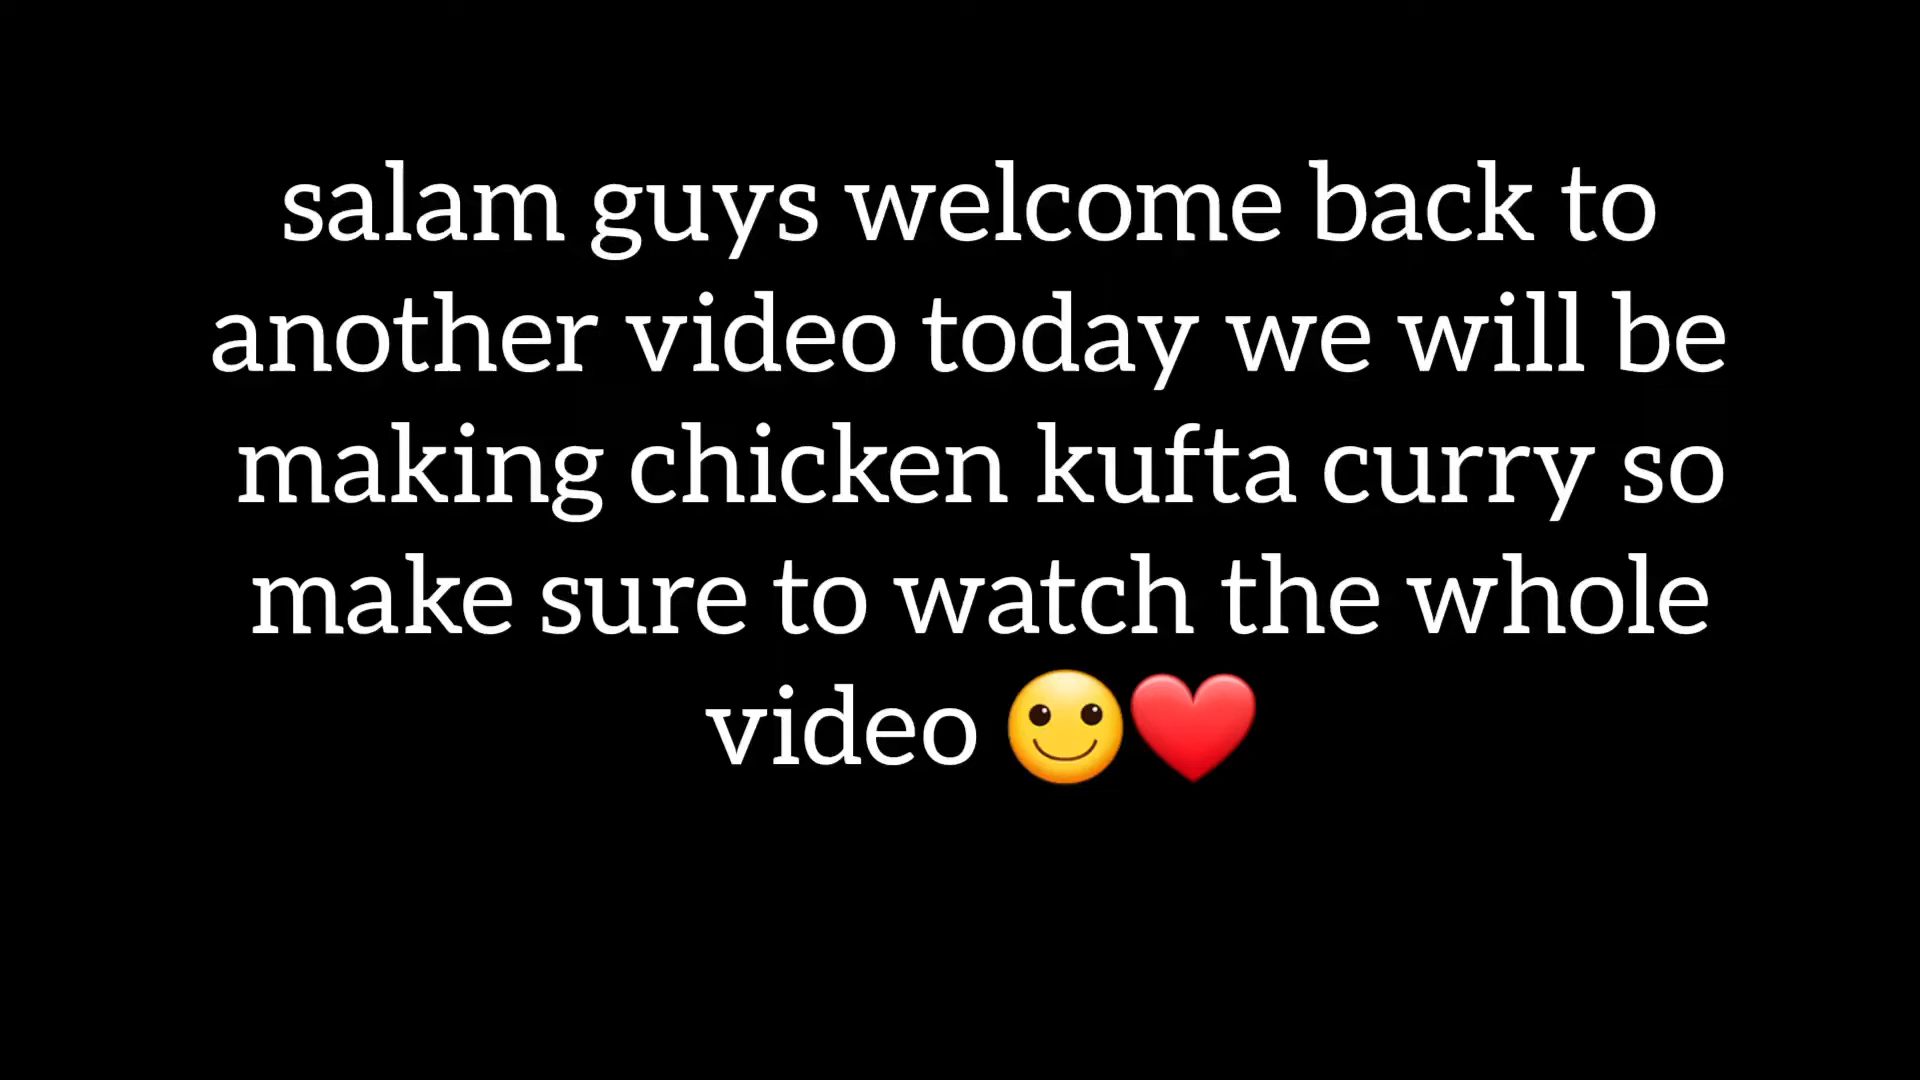 salam guys welcome back to
another video today we will be
making chicken kufta curry so
make sure to watch the whole
video 🙂❤️